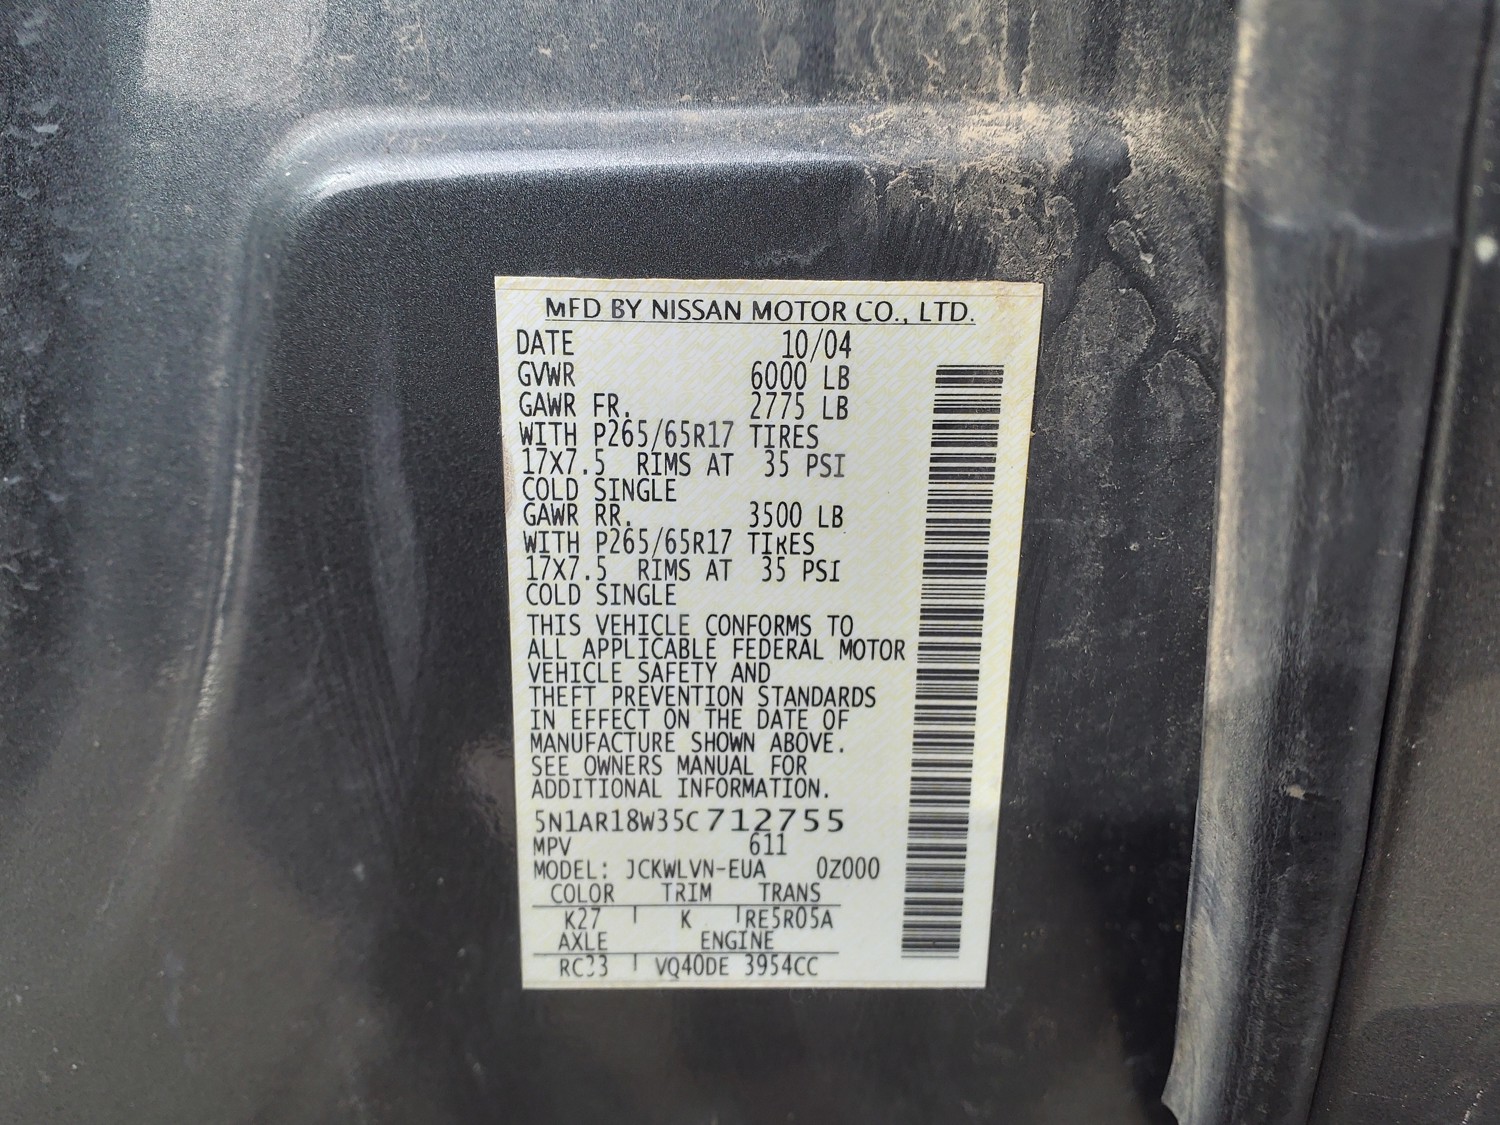 MFD BY NISSAN MOTOR CO., LTD.
DATE 10/04
GVWR 6000 LB
GAWR FR. 2775 LB
WITH P265/65R17 TIRES
17X7.5 RIMS AT 35 PSI
COLD SINGLE
GAWR RR. 3500 LB
WITH P265/65R17 TIRES
17X7.5 RIMS AT 35 PSI
COLD SINGLE
THIS VEHICLE CONFORMS TO
ALL APPLICABLE FEDERAL MOTOR
VEHICLE SAFETY AND
THEFT PREVENTION STANDARDS
IN EFFECT ON THE DATE OF
MANUFACTURE SHOWN ABOVE.
SEE OWNERS MANUAL FOR
ADDITIONAL INFORMATION.
5N1AR18W35C712755
MPV 611
MODEL: JCKWLVN-EUA 0Z000
COLOR TRIM TRANS
K27 K RE5R05A
AXLE ENGINE
VQ40DE 3954CC